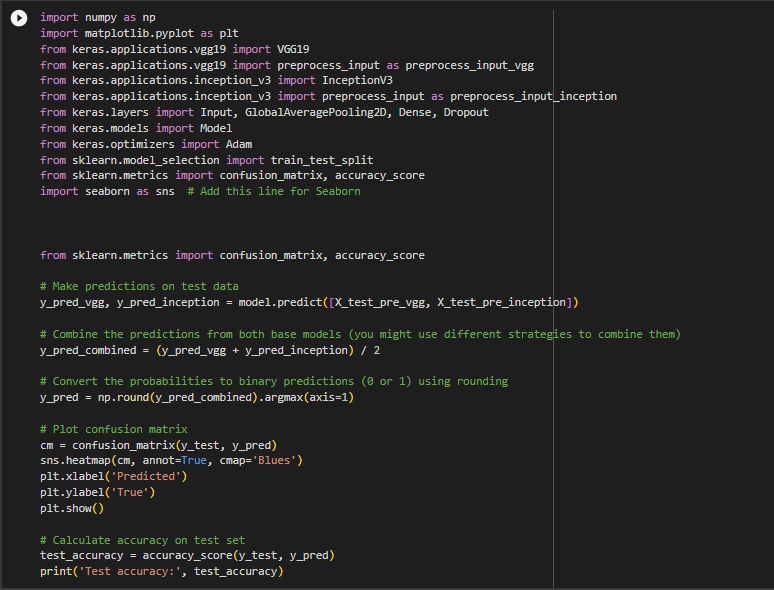 import numpy as np
import matplotlib.pyplot as plt
from keras.applications.vgg19 import VGG19
from keras.applications.vgg19 import preprocess_input as preprocess_input_vgg
from keras.applications.inception_v3 import InceptionV3
from keras.applications.inception_v3 import preprocess_input as preprocess_input_inception
from keras.layers import Input, GlobalAveragePooling2D, Dense, Dropout
from keras.models import Model
from keras.optimizers import Adam
from sklearn.model_selection import train_test_split
from sklearn.metrics import confusion_matrix, accuracy_score
import seaborn as sns  # Add this line for Seaborn
from sklearn.metrics import confusion_matrix, accuracy_score
# Make predictions on test data
y_pred_vgg, y_pred_inception = model.predict([X_test_pre_vgg, X_test_pre_inception])
# Combine the predictions from both base models (you might use different strategies to combine them)
y_pred_combined = (y_pred_vgg + y_pred_inception) / 2
# Convert the probabilities to binary predictions (0 or 1) using rounding
y_pred = np.round(y_pred_combined).argmax(axis=1)
# Plot confusion matrix
cm = confusion_matrix(y_test, y_pred)
sns.heatmap(cm, annot=True, cmap='Blues')
plt.xlabel('Predicted')
plt.ylabel('True')
plt.show()
# Calculate accuracy on test set
test_accuracy = accuracy_score(y_test, y_pred)
print('Test accuracy:', test_accuracy)